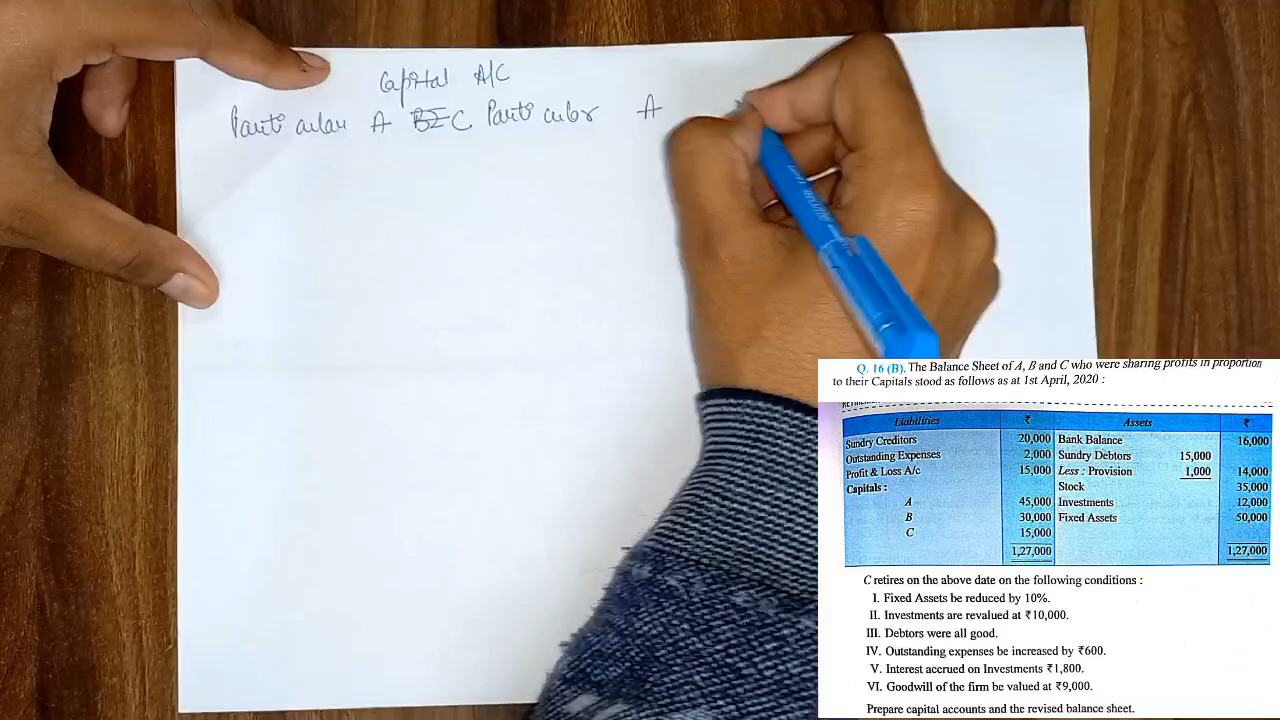 Capital A/C
Particular A BC C Particular A
Q. 16 (B). The Balance Sheet of A, B and C who were sharing profits in proportion
to their Capitals stood as follows as at 1st April, 2020 :
Liabilities ₹ Assets ₹
Sundry Creditors 20,000 Bank Balance 16,000
Outstanding Expenses 2,000 Sundry Debtors 15,000
Profit & Loss A/c 15,000 Less : Provision 1,000 14,000
Capitals : Stock 35,000
A 45,000 Investments 12,000
B 30,000 Fixed Assets 50,000
C 15,000
1,27,000 1,27,000
C retires on the above date on the following conditions :
I. Fixed Assets be reduced by 10%.
II. Investments are revalued at ₹10,000.
III. Debtors were all good.
IV. Outstanding expenses be increased by ₹600.
V. Interest accrued on Investments ₹1,800.
VI. Goodwill of the firm be valued at ₹9,000.
Prepare capital accounts and the revised balance sheet.